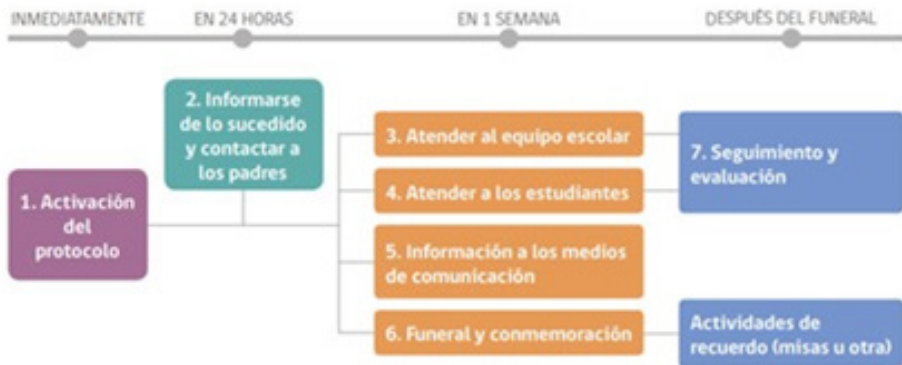 INMEDIATAMENTE
EN 24 HORAS
EN 1 SEMANA
DESPUÉS DEL FUNERAL
1. Activación
del
protocolo
2. Informarse
de lo sucedido
y contactar a
los padres
3. Atender al equipo escolar
4. Atender a los estudiantes
5. Información a los medios
de comunicación
6. Funeral y conmemoración
7. Seguimiento y
evaluación
Actividades de
recuerdo (misas u otra)